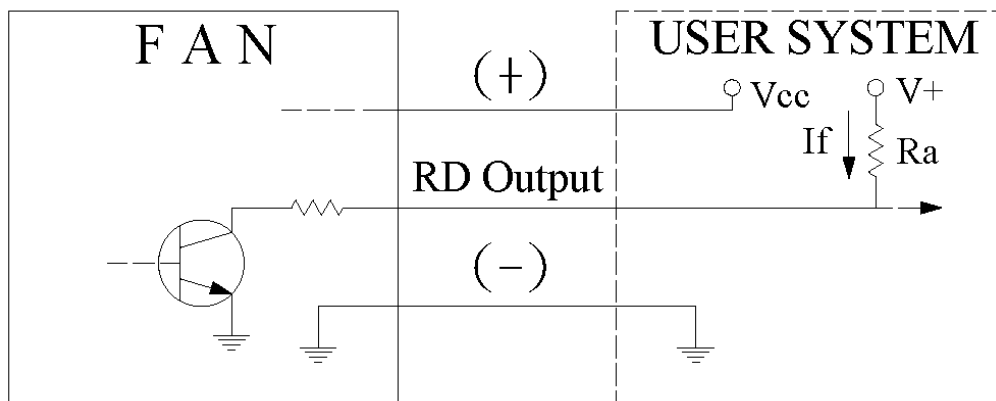 F A N
USER SYSTEM
(+)
Vcc
V+
If
Ra
RD Output
(-)